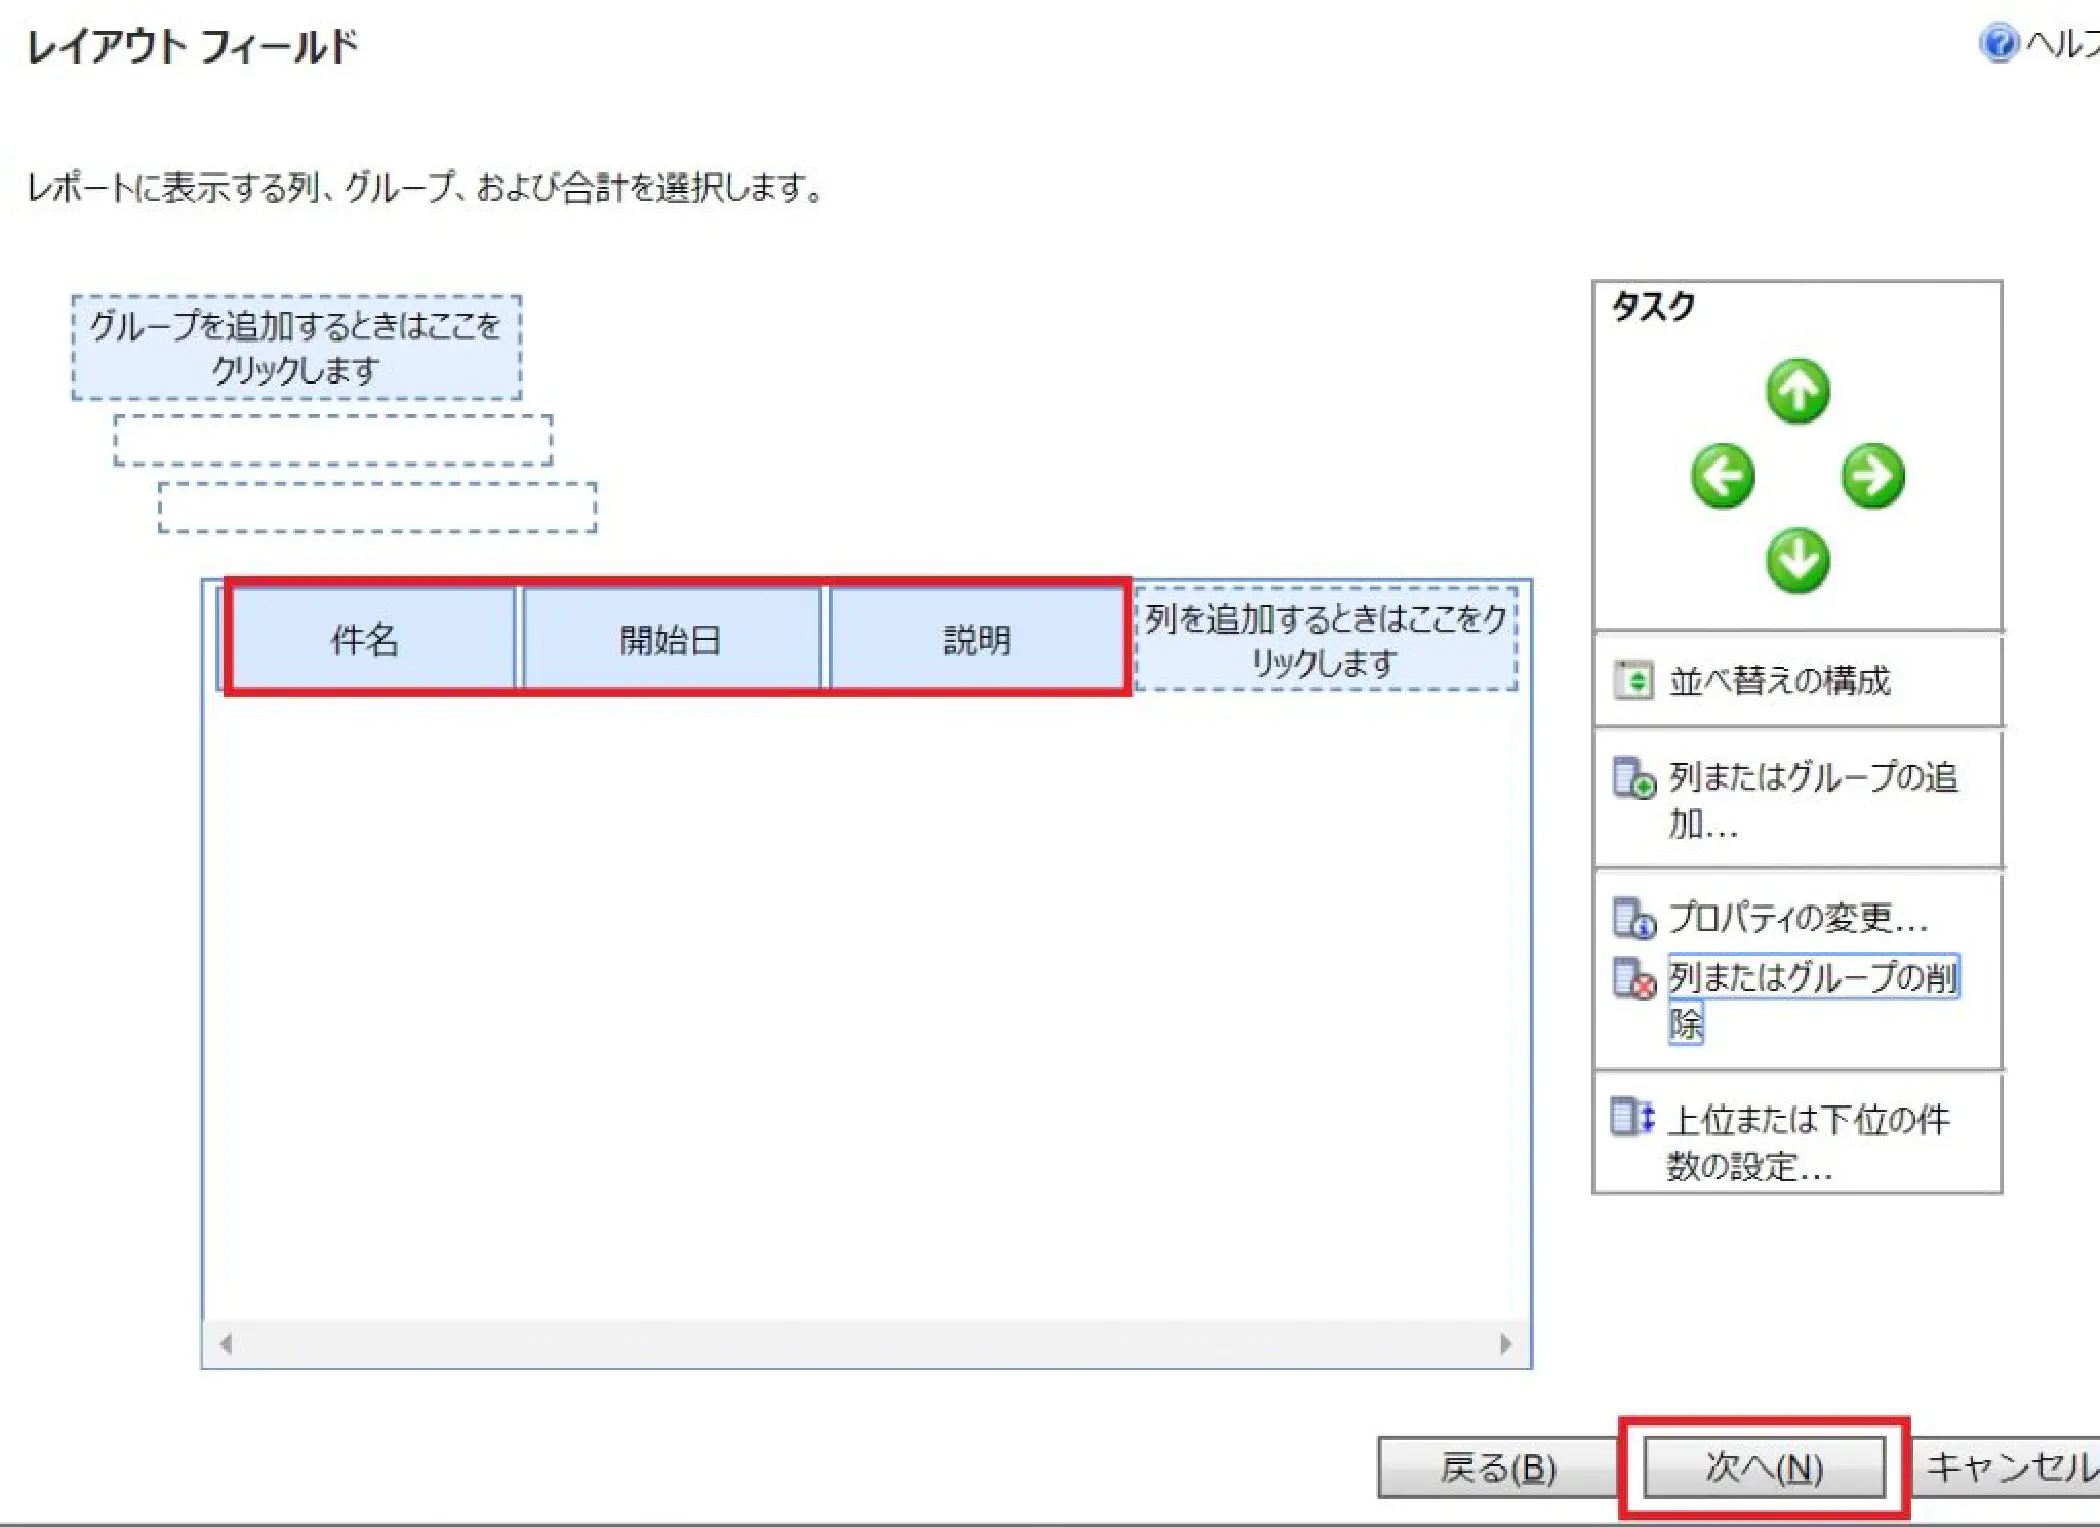 レイアウト フィールド
ヘルプ
レポートに表示する列、グループ、および合計を選択します。
グループを追加するときはここを
クリックします
件名
開始日
説明
列を追加するときはここをク
リックします
タスク
並べ替えの構成
列またはグループの追
加...
プロパティの変更...
列またはグループの削
除
上位または下位の件
数の設定...
戻る(B)
次へ(N)
キャンセル